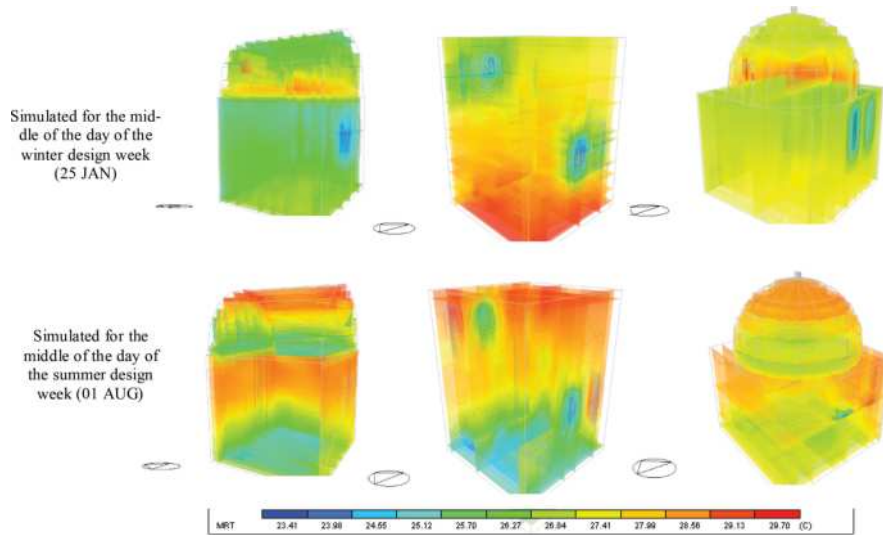 Simulated for the mid-
dle of the day of the
winter design week
(25 JAN)
Simulated for the
middle of the day of
the summer design
week (01 AUG)
MRT 23.41 23.98 24.55 25.12 25.70 26.27 26.84 27.41 27.99 28.56 29.13 29.70 (C)